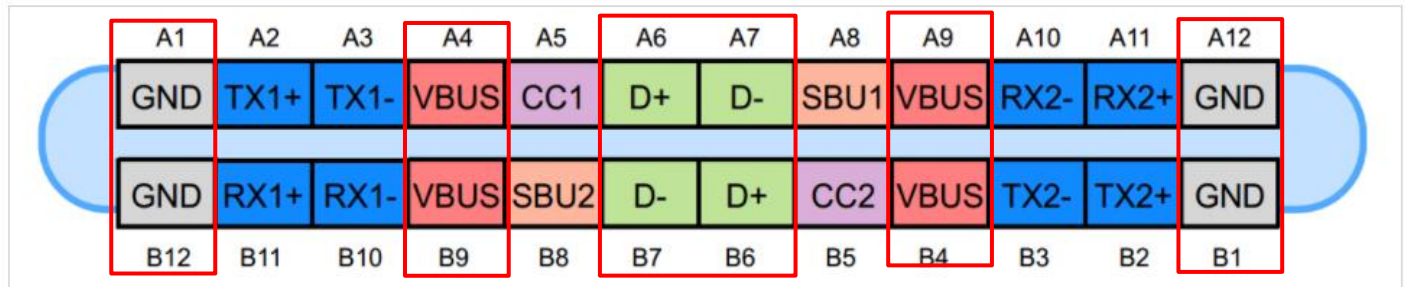 A1 A2 A3 A4 A5 A6 A7 A8 A9 A10 A11 A12
GND TX1+ TX1- VBUS CC1 D+ D- SBU1 VBUS RX2- RX2+ GND
GND RX1+ RX1- VBUS SBU2 D- D+ CC2 VBUS TX2- TX2+ GND
B12 B11 B10 B9 B8 B7 B6 B5 B4 B3 B2 B1